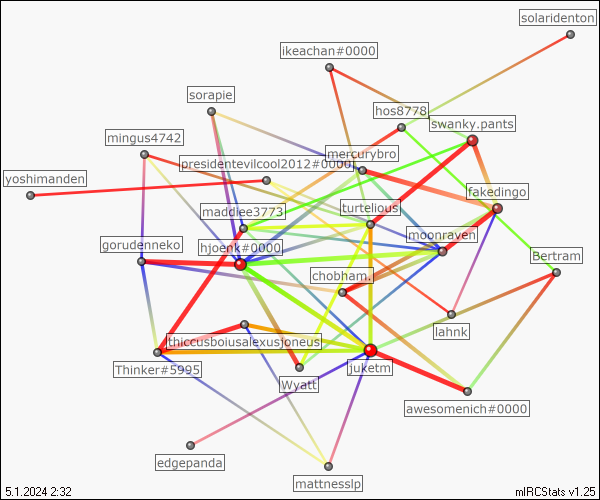 solaridenton
ikeachan#0000
sorapie
hos8778
swanky.pants
mingus4742
mercurybro
presidentevilcool2012#0000
yoshimanden
fakedingo
maddiee3773
turtelious
moonraven
gorudenneko
hjoenk#0000
Bertram
chobham.
lahnk
thiccusboiusalexusjoneus
Thinker#5995
juketm
Wyatt
awesomenich#0000
edgepanda
mattnesslp
5.1.2024 2:32
mIRCStats v1.25